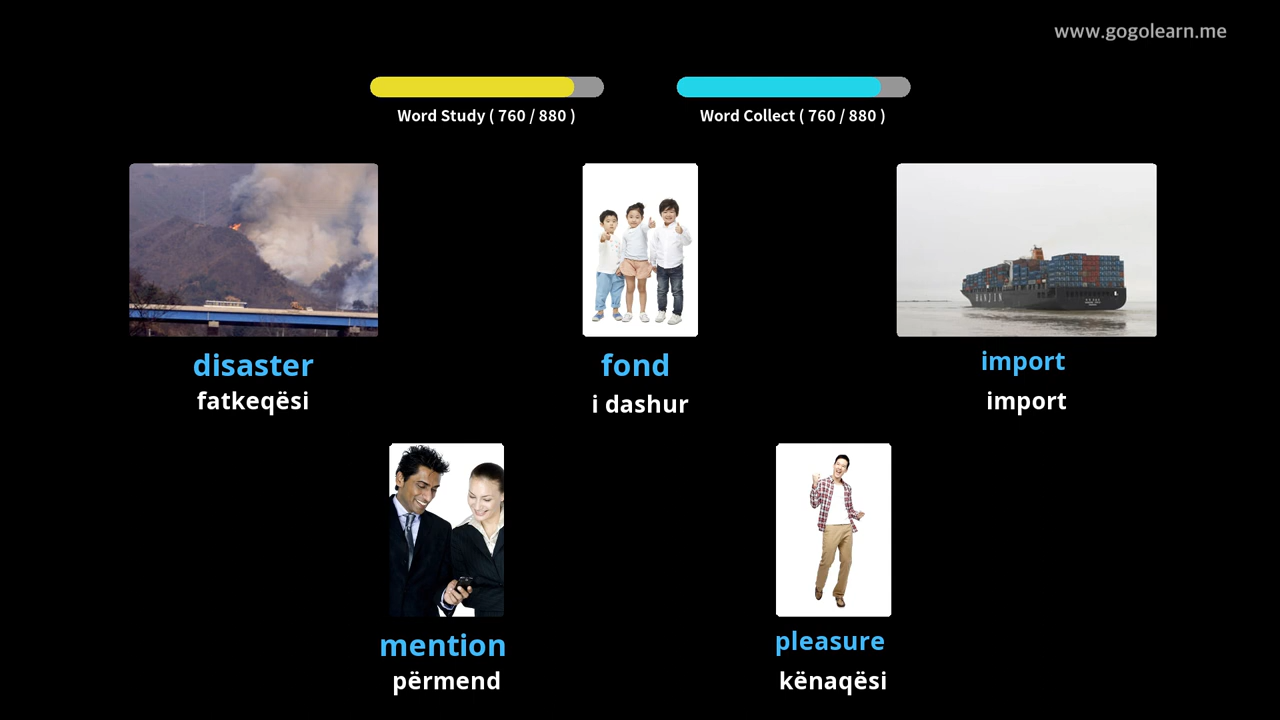 www.gogolearn.me
Word Study ( 760 / 880 )
Word Collect ( 760 / 880 )
HANJIN
disaster
fatkeqësi
fond
i dashur
import
import
mention
përmend
pleasure
kënaqësi